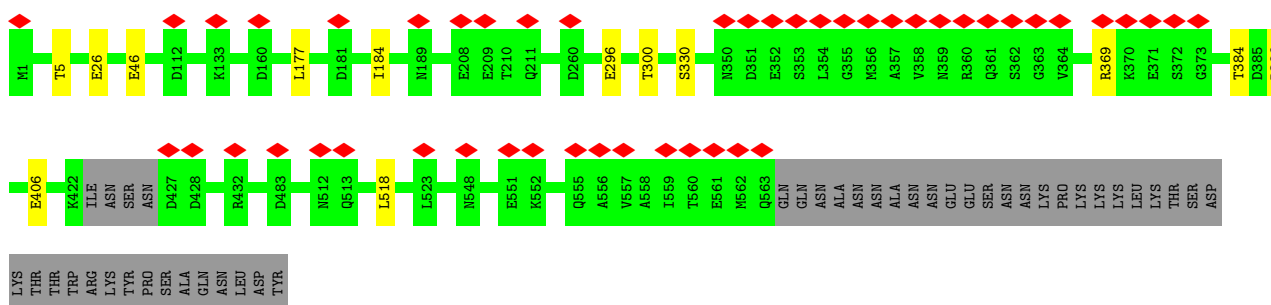 M1 T5 E26 E46 D112 K133 D160 L177 D181 I184 N189 E208 E209 T210 Q211 D260 E296 T300 S330 N350 D351 E352 S353 L354 G355 M356 A357 V358 N359 R360 Q361 S362 G363 V364 R369 K370 E371 S372 G373 T384 D385
E406 K422 ILE ASN SER ASN D427 D428 R432 D483 N512 Q513 L518 L523 N548 E551 K552 Q555 A556 V557 A558 I559 T560 E561 M562 Q563 GLN GLN ASN ALA ASN ASN ALA ASN ASN GLU GLU SER ASN ASN LYS PRO LYS LYS LYS LEU LYS THR SER ASP
LYS THR THR TRP ARG LYS TYR PRO SER ALA GLN ASN LEU ASP TYR